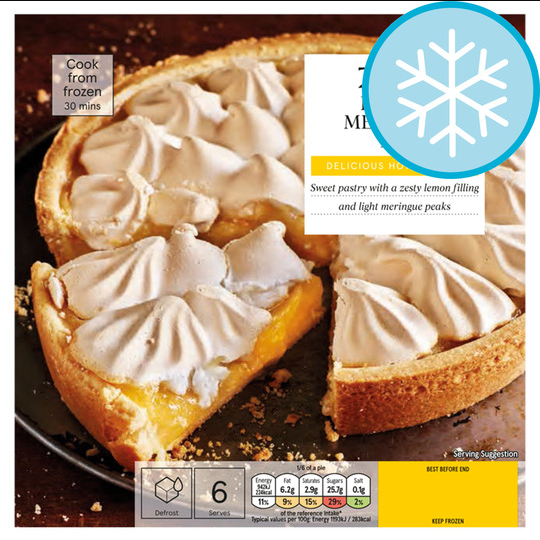 Cook
from
frozen
30 mins
ME
DELICIOUS HO
Sweet pastry with a zesty lemon filling
and light meringue peaks
Serving Suggestion
1/6 of a pie
Energy
942kJ
224kcal
11%
Fat
6.2g
9%
Saturates
2.9g
15%
Sugars
25.7g
29%
Salt
0.1g
2%
of the reference intake*
Typical values per 100g: Energy 1193kJ / 283kcal
Defrost
6
Serves
BEST BEFORE END
KEEP FROZEN